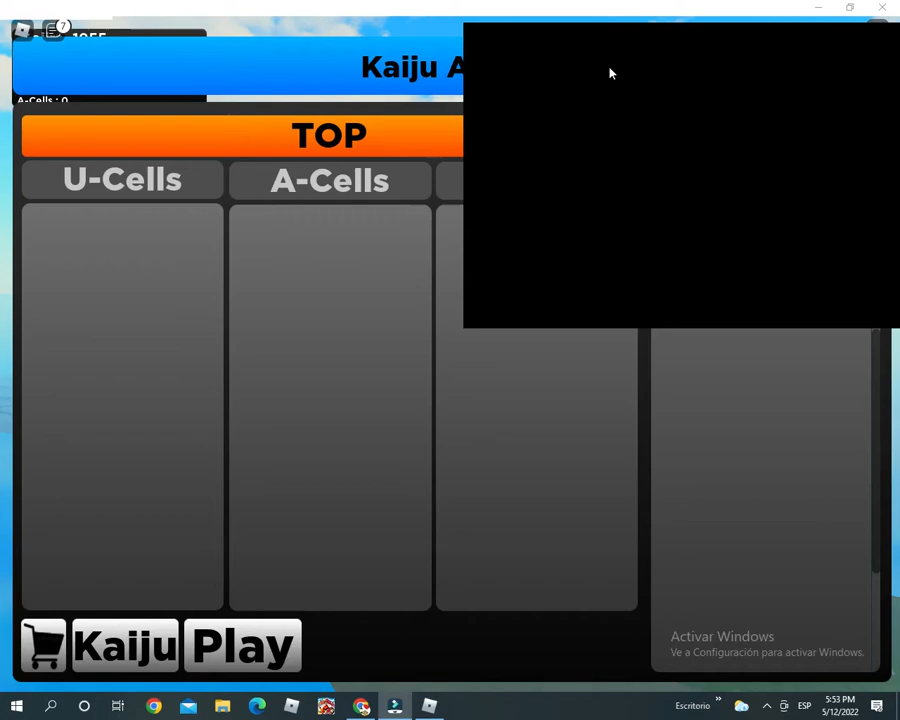 7
Kaiju A
A-Cells : 0
TOP
U-Cells
A-Cells
Kaiju
Play
Activar Windows
Ve a Configuración para activar Windows.
Escritorio
»
ESP
5:53 PM
5/12/2022